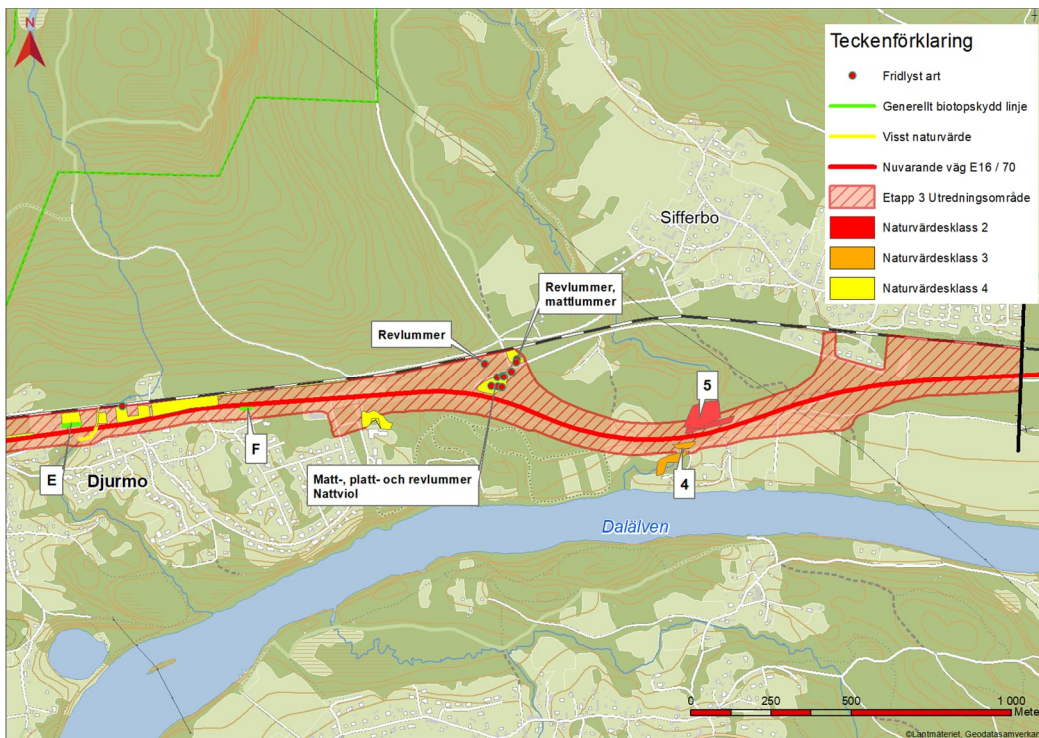 N
Teckenförklaring
Fridlyst art
Generellt biotopskydd linje
Visst naturvärde
Nuvarande väg E16 / 70
Etapp 3 Utredningsområde
Naturvärdesklass 2
Naturvärdesklass 3
Naturvärdesklass 4
Sifferbo
Revlummer,
mattlummer
Revlummer
5
F
E
Djurmo
Matt-, platt- och revlummer
Nattviol
4
Dalälven
0 250 500 1 000
Mete
©Lantmäteriet, Geodatasamverkan